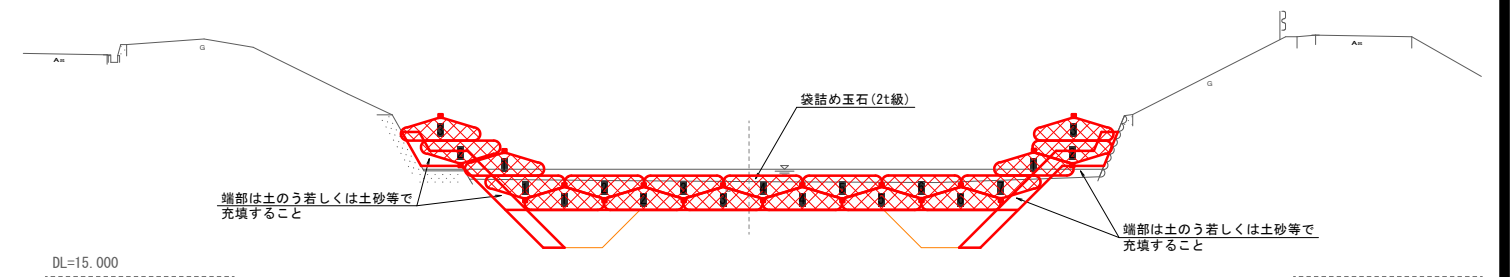 As
G
袋詰め玉石(2t級)
G
As
端部は土のう若しくは土砂等で
充填すること
端部は土のう若しくは土砂等で
充填すること
DL=15.000